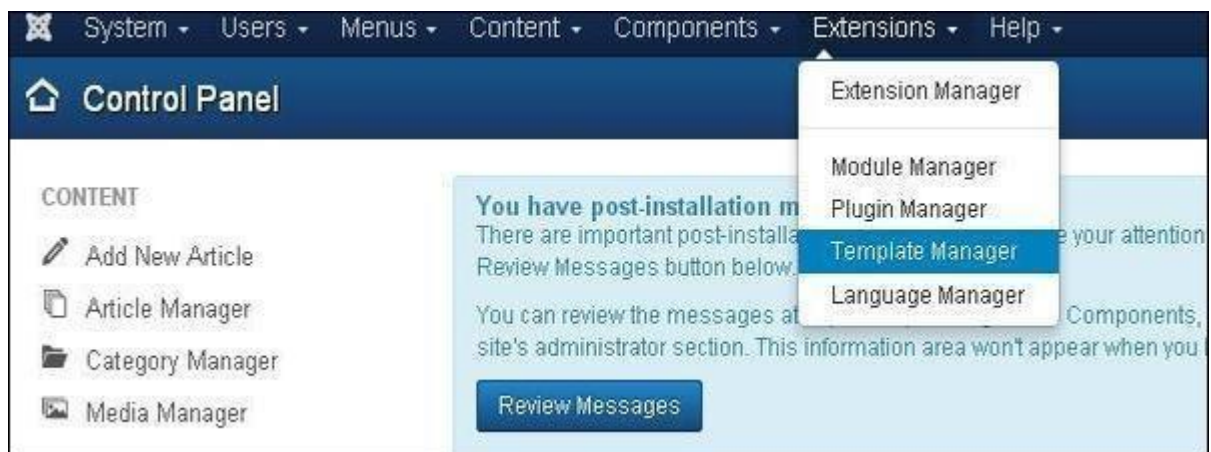 System Users Menus Content Components Extensions Help
Control Panel
Extension Manager
Module Manager
Plugin Manager
Template Manager
Language Manager
CONTENT
Add New Article
Article Manager
Category Manager
Media Manager
You have post-installation m
There are important post-installa your attention
Review Messages button below.
You can review the messages at Components,
site's administrator section. This information area won't appear when you
Review Messages